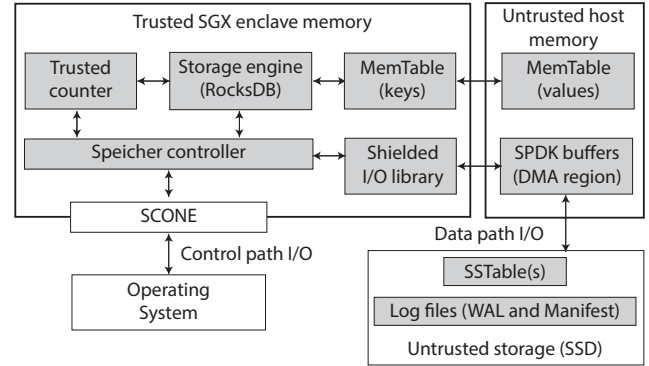 Trusted SGX enclave memory
Untrusted host
memory
Trusted
counter
Storage engine
(RocksDB)
MemTable
(keys)
MemTable
(values)
Speicher controller
Shielded
I/O library
SPDK buffers
(DMA region)
SCONE
Control path I/O
Data path I/O
Operating
System
SSTable(s)
Log files (WAL and Manifest)
Untrusted storage (SSD)